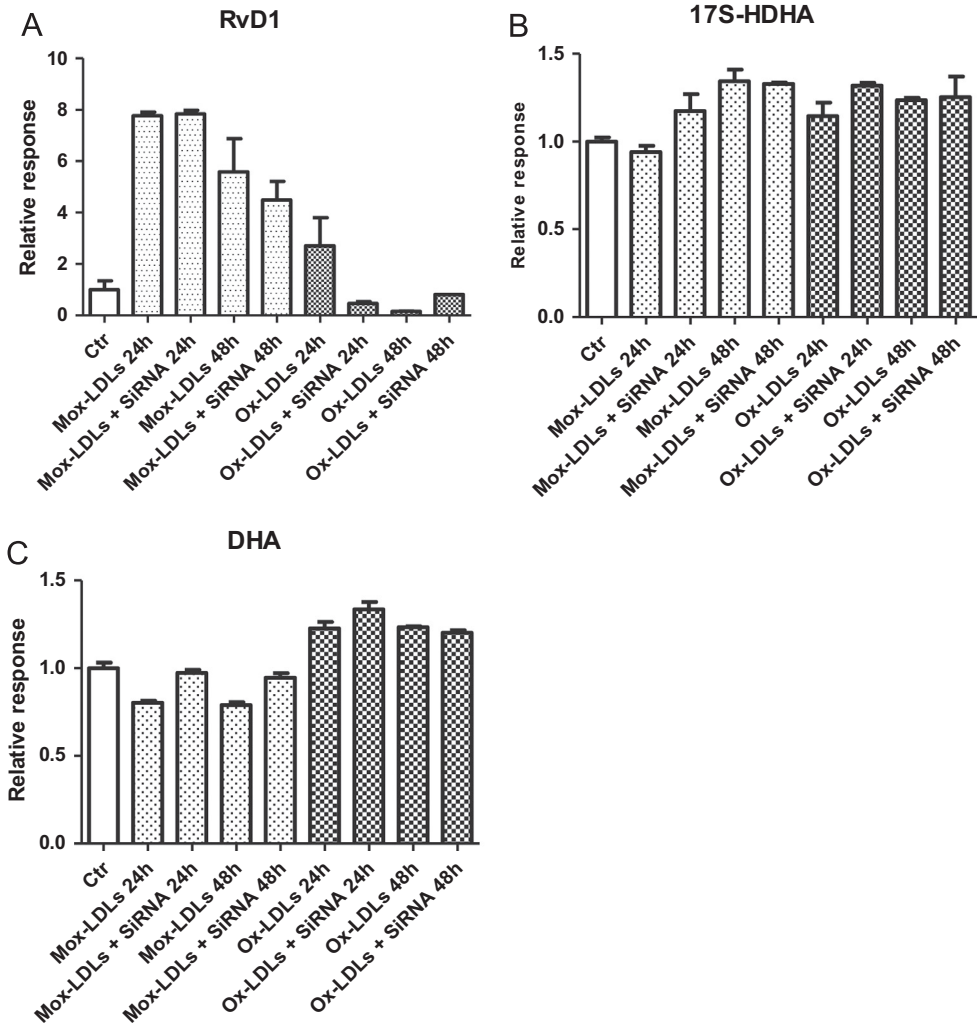 A
RvD1
Relative response
10
8
6
4
2
0
Ctr
Mox-LDLs 24h
Mox-LDLs + SiRNA 24h
Mox-LDLs 48h
Mox-LDLs + SiRNA 48h
Ox-LDLs 24h
Ox-LDLs + SiRNA 24h
Ox-LDLs 48h
Ox-LDLs + SiRNA 48h
B
17S-HDHA
Relative response
1.5
1.0
0.5
0.0
Ctr
Mox-LDLs 24h
Mox-LDLs + SiRNA 24h
Mox-LDLs 48h
Mox-LDLs + SiRNA 48h
Ox-LDLs 24h
Ox-LDLs + SiRNA 24h
Ox-LDLs 48h
Ox-LDLs + SiRNA 48h
C
DHA
Relative response
1.5
1.0
0.5
0.0
Ctr
Mox-LDLs 24h
Mox-LDLs + SiRNA 24h
Mox-LDLs 48h
Mox-LDLs + SiRNA 48h
Ox-LDLs 24h
Ox-LDLs + SiRNA 24h
Ox-LDLs 48h
Ox-LDLs + SiRNA 48h